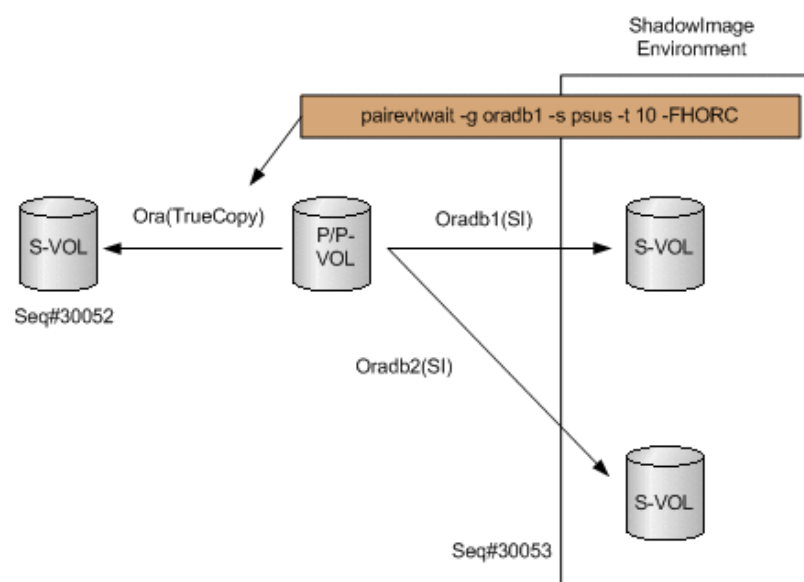 ShadowImage
Environment
pairevtwait -g oradb1 -s psus -t 10 -FHORC
Ora(TrueCopy)
Oradb1(SI)
S-VOL
P/P-
VOL
S-VOL
Seq#30052
Oradb2(SI)
S-VOL
Seq#30053